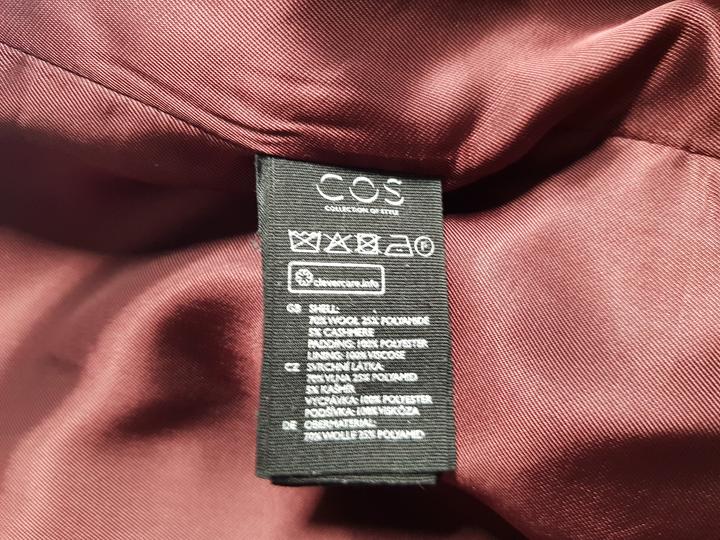 COS
COLLECTION OF STYLE
F
clevercare.info
GB SHELL:
70% WOOL 25% POLYAMIDE
5% CASHMERE
PADDING: 100% POLYESTER
LINING: 100% VISCOSE
CZ SVRCHNÍ LÁTKA:
70% VLNA 25% POLYAMID
5% KAŠMÍR
VYCPÁVKA: 100% POLYESTER
PODŠÍVKA: 100% VISKÓZA
DE OBERMATERIAL:
70% WOLLE 25% POLYAMID